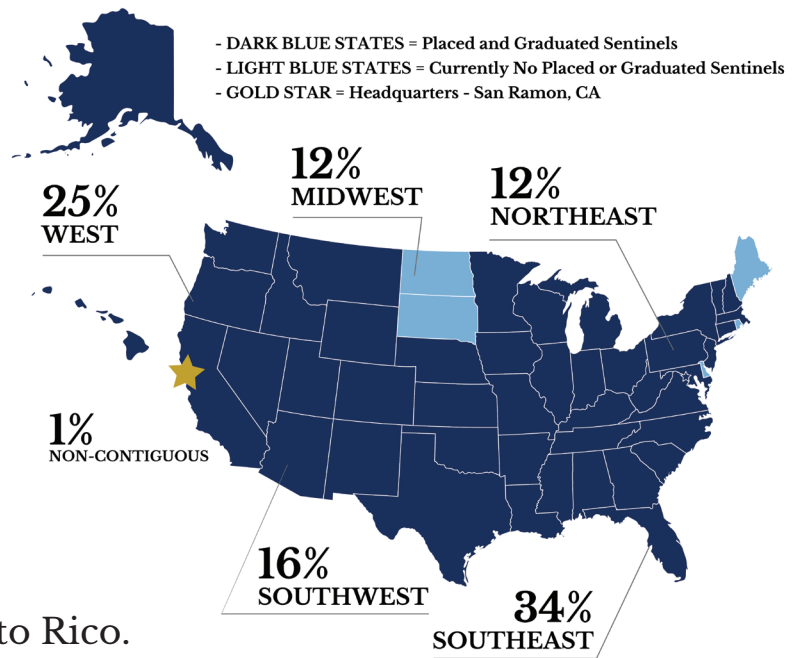 - DARK BLUE STATES = Placed and Graduated Sentinels
- LIGHT BLUE STATES = Currently No Placed or Graduated Sentinels
- GOLD STAR = Headquarters - San Ramon, CA
12%
MIDWEST
12%
NORTHEAST
25%
WEST
1%
NON-CONTIGUOUS
16%
SOUTHWEST
34%
SOUTHEAST
to Rico.